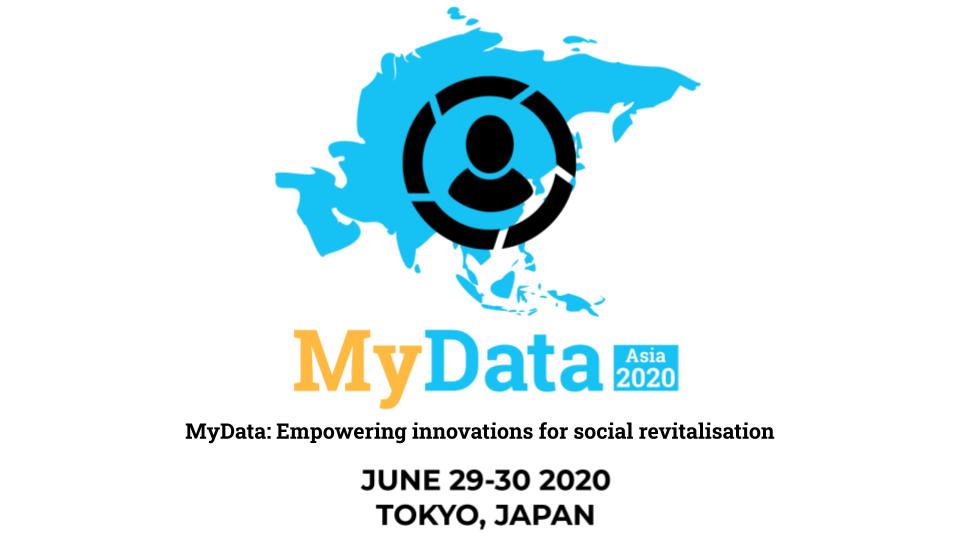 MyData Asia
2020
MyData: Empowering innovations for social revitalisation
JUNE 29-30 2020
TOKYO, JAPAN